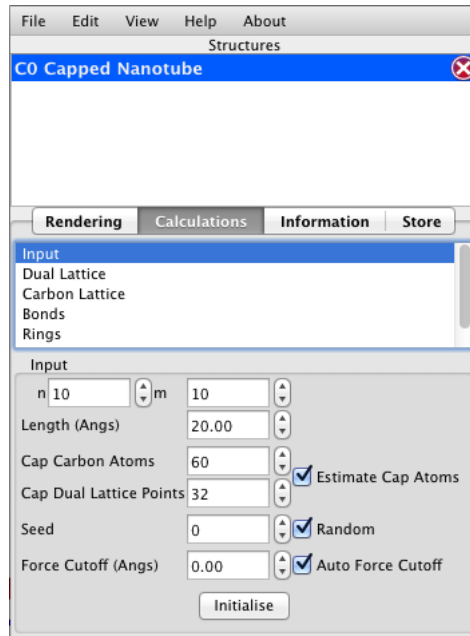 File Edit View Help About
Structures
C0 Capped Nanotube
Rendering Calculations Information Store
Input
Dual Lattice
Carbon Lattice
Bonds
Rings
Input
n 10 m 10
Length (Angs) 20.00
Cap Carbon Atoms 60
Estimate Cap Atoms
Cap Dual Lattice Points 32
Seed 0 Random
Force Cutoff (Angs) 0.00 Auto Force Cutoff
Initialise